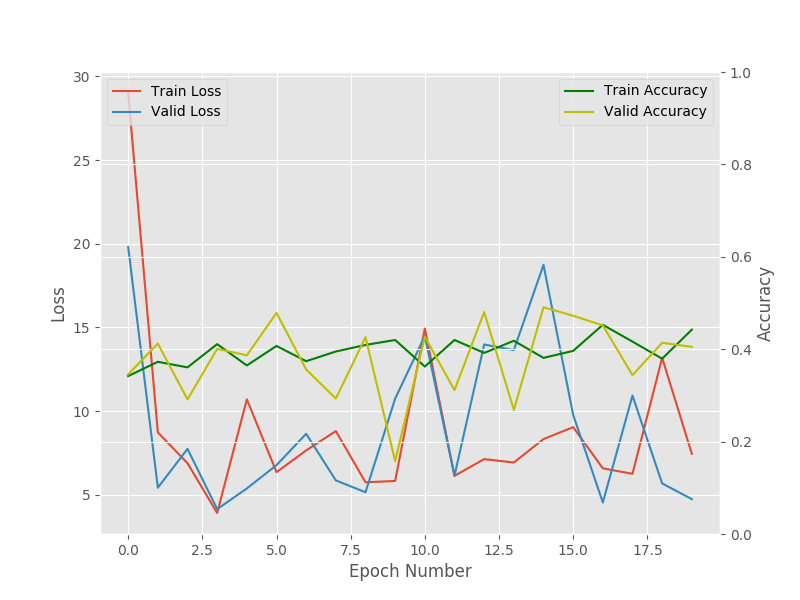 Train Loss
Valid Loss
Train Accuracy
Valid Accuracy
30
25
20
15
10
5
Loss
1.0
0.8
0.6
0.4
0.2
0.0
Accuracy
0.0 2.5 5.0 7.5 10.0 12.5 15.0 17.5
Epoch Number